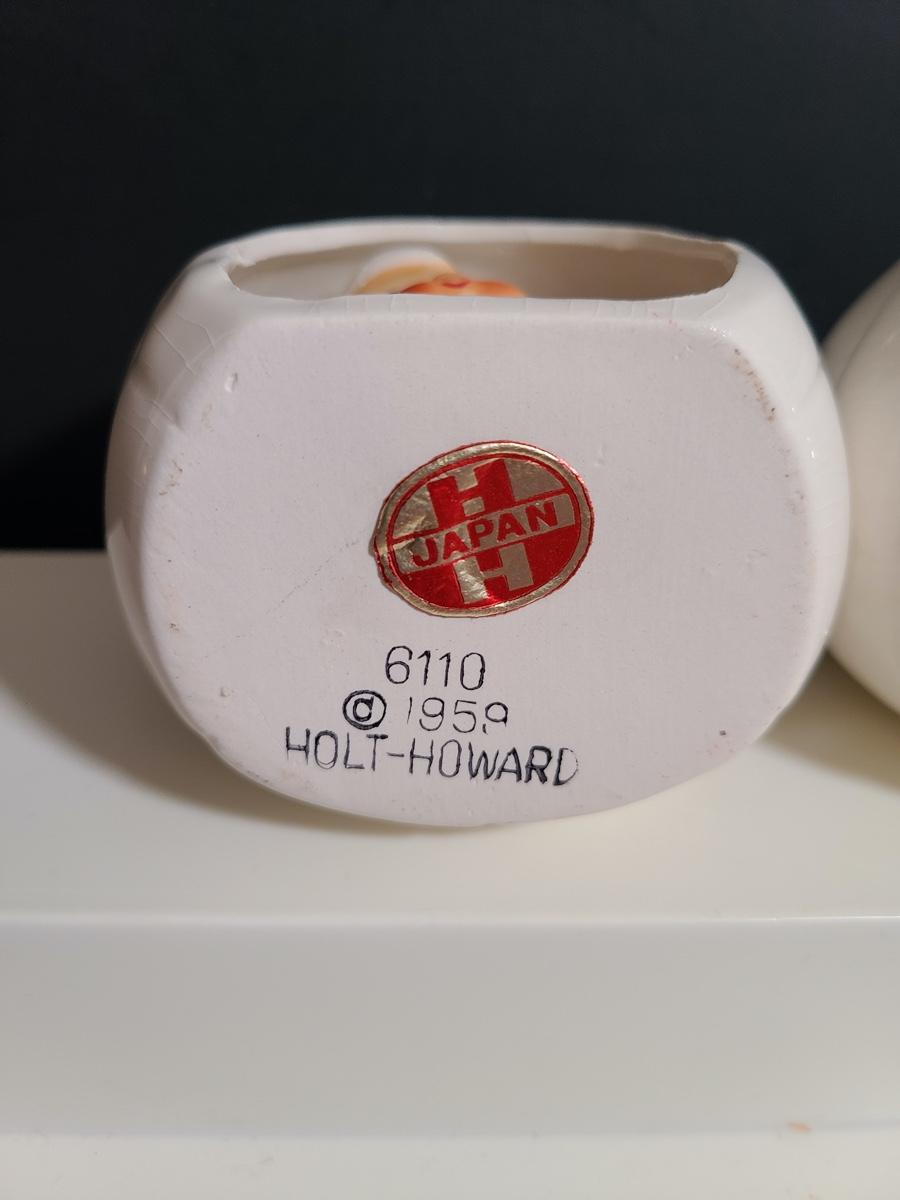 H
JAPAN
H
6110
© 1959
HOLT-HOWARD